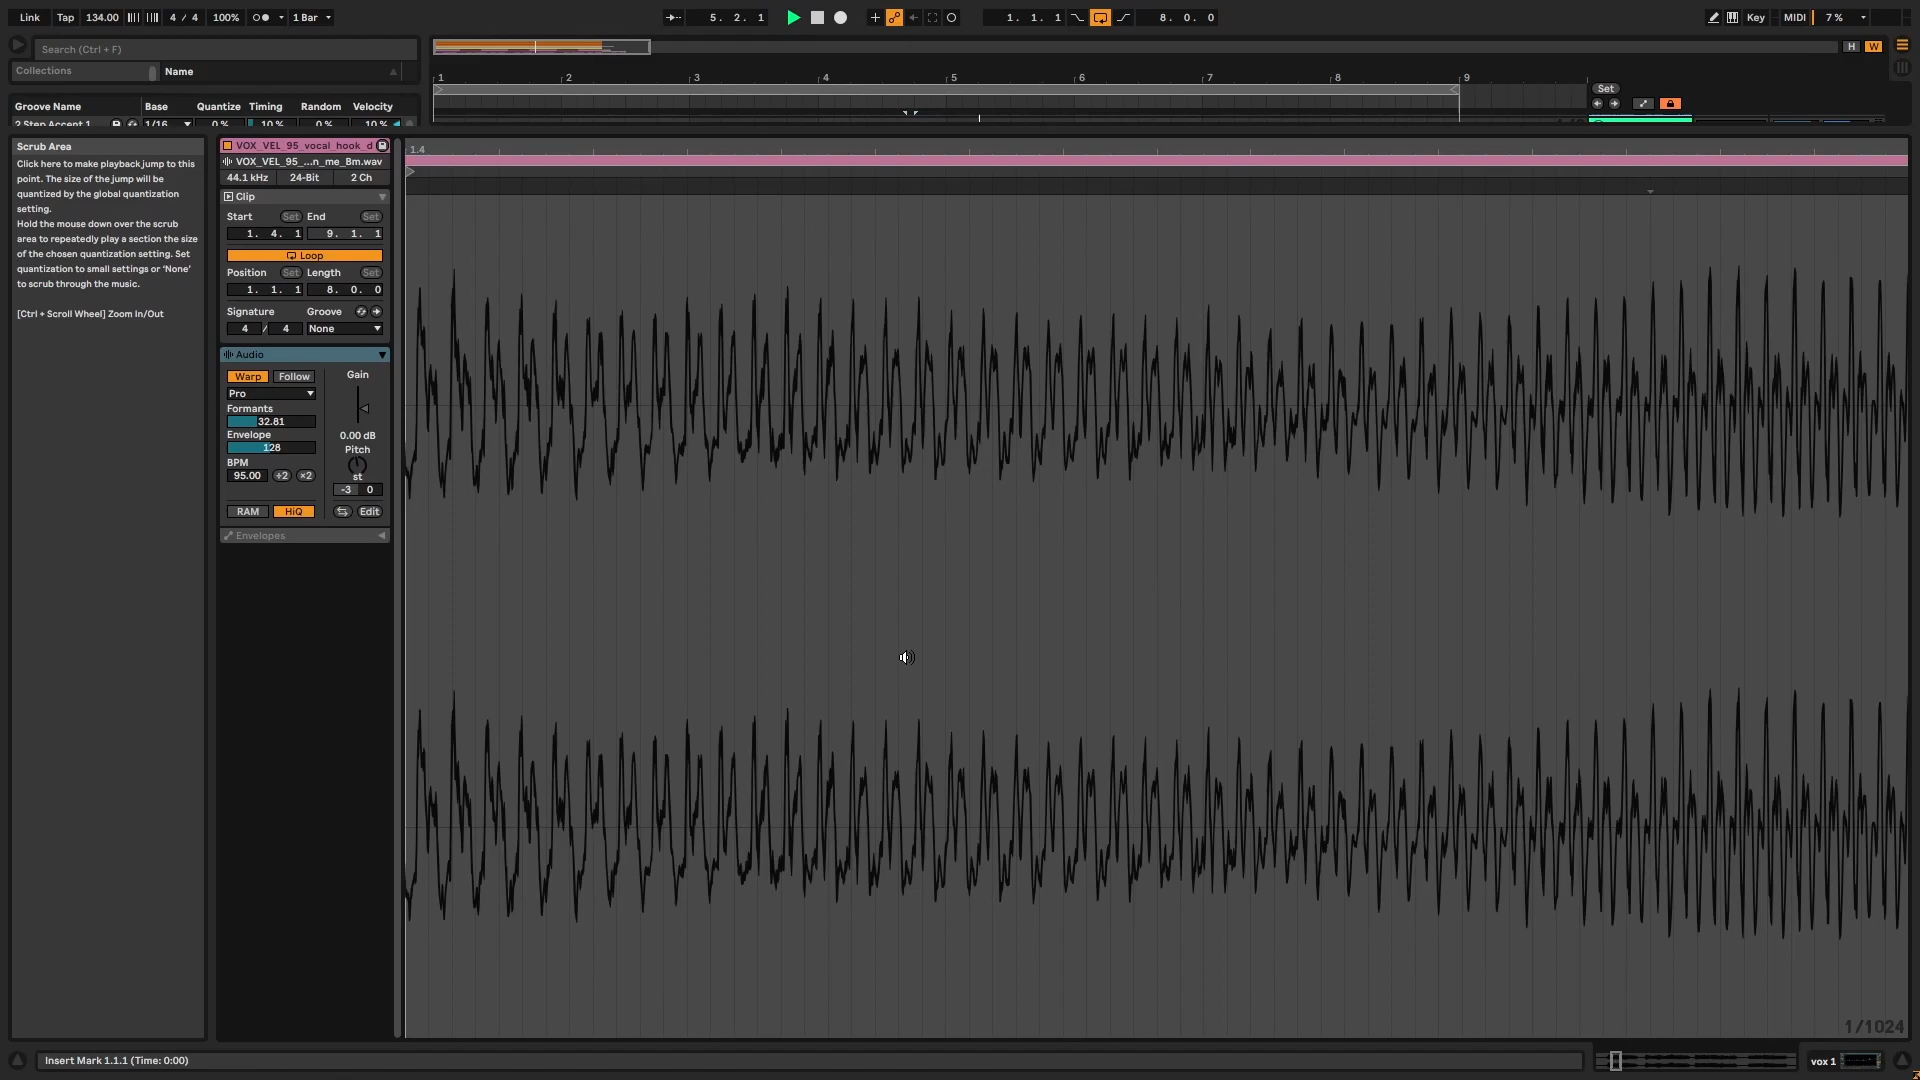 Link Tap 134.00 4 / 4 100% 1 Bar 5. 2. 1 1. 1. 1 8. 0. 0 Key MIDI 7 %
Search (Ctrl + F)
H W
Collections Name
1 2 3 4 5 6 7 8 9
Set
Groove Name Base Quantize Timing Random Velocity
2 Step Accent 1 1/16 0 % 10 % 0 % 10 %
Scrub Area
Click here to make playback jump to this
point. The size of the jump will be
quantized by the global quantization
setting.
Hold the mouse down over the scrub
area to repeatedly play a section the size
of the chosen quantization setting. Set
quantization to small settings or ‘None’
to scrub through the music.
[Ctrl + Scroll Wheel] Zoom In/Out
VOX_VEL_95_vocal_hook_d
VOX_VEL_95_...n_me_Bm.wav
44.1 kHz 24-Bit 2 Ch
Clip
Start Set End Set
1. 4. 1 9. 1. 1
Loop
Position Set Length Set
1. 1. 1 8. 0. 0
Signature Groove
4 / 4 None
Audio
Warp Follow Gain
Pro
Formants
32.81
Envelope 0.00 dB
128 Pitch
BPM
95.00 ÷2 ×2 st
-3 0
RAM HiQ Edit
Envelopes
1.4
1/1024
Insert Mark 1.1.1 (Time: 0:00)
vox 1